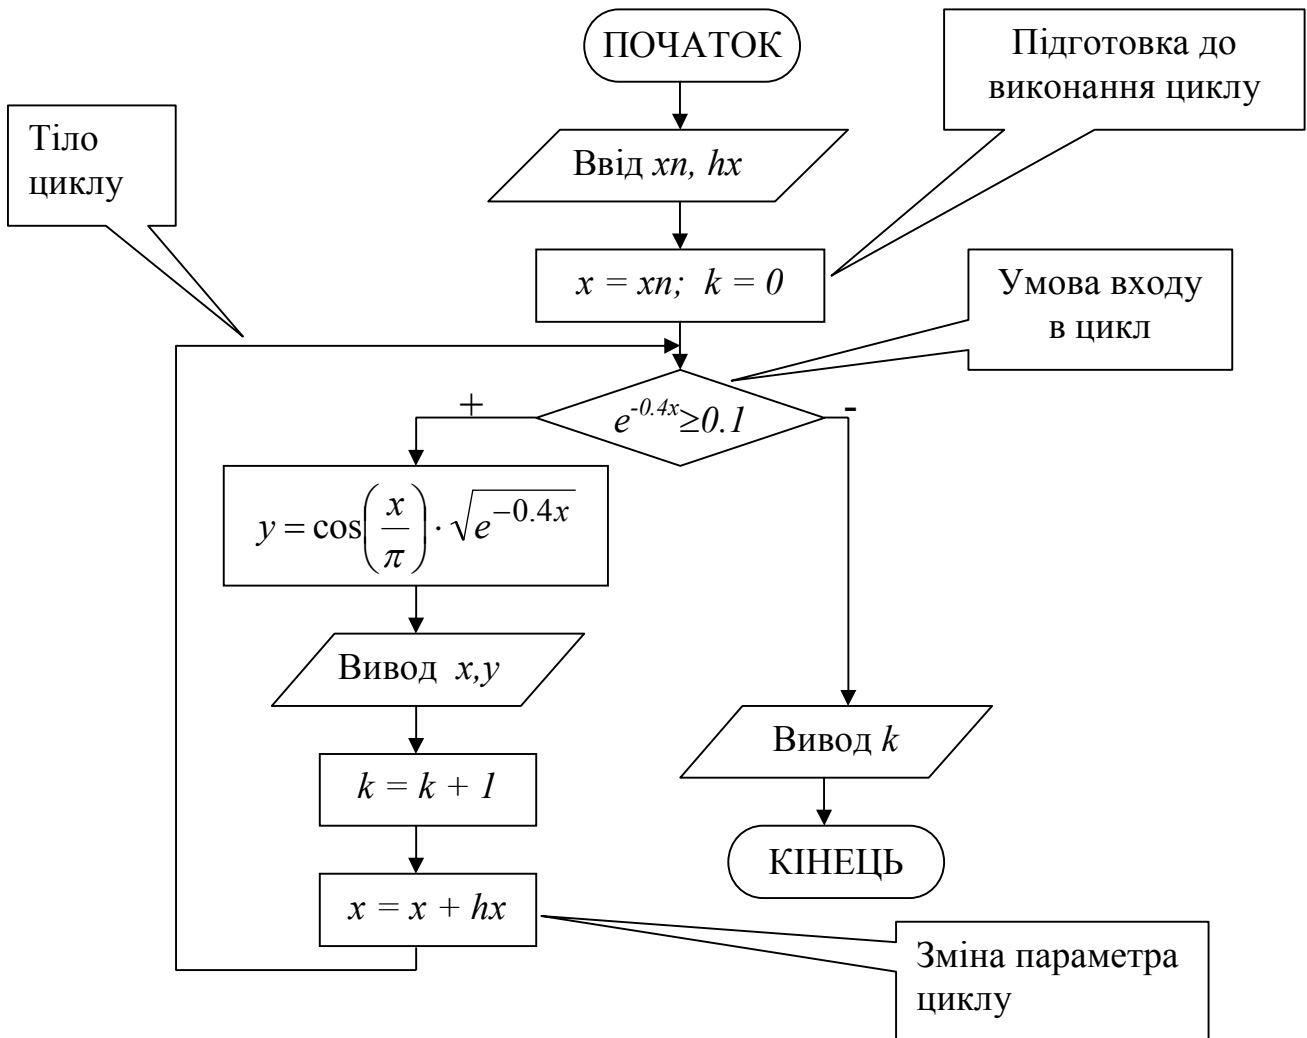 ПОЧАТОК
Підготовка до
виконання циклу
Тіло
циклу
Ввід xn, hx
x = xn; k = 0
Умова входу
в цикл
e^{-0.4x}≥0.1
+
-
y = cos(x/π) · √e^{−0.4x}
Вивод x,y
Вивод k
k = k + 1
КІНЕЦЬ
x = x + hx
Зміна параметра
циклу